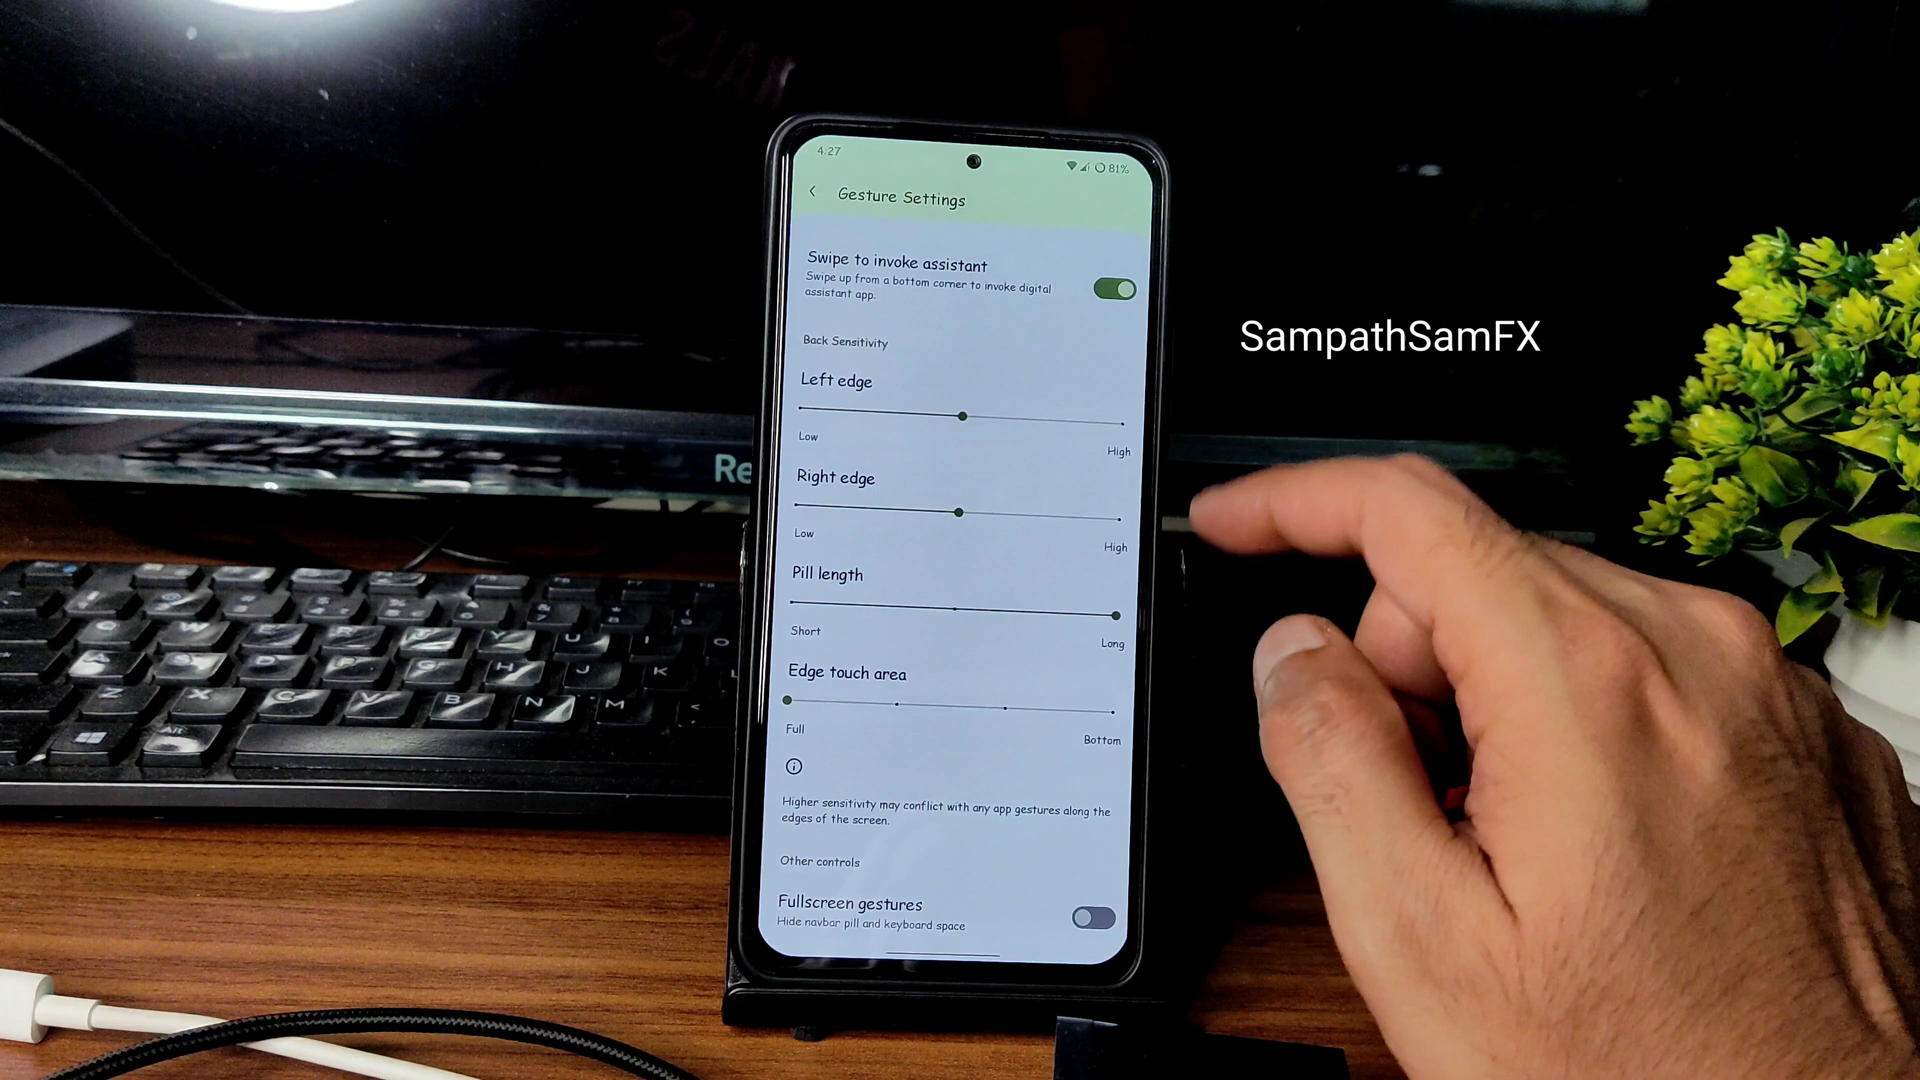 4:27
81%
Gesture Settings
Swipe to invoke assistant
Swipe up from a bottom corner to invoke digital
assistant app.
Back Sensitivity
Left edge
Low
High
Right edge
Low
High
Pill length
Short
Long
Edge touch area
Full
Bottom
Higher sensitivity may conflict with any app gestures along the
edges of the screen.
Other controls
Fullscreen gestures
Hide navbar pill and keyboard space
SampathSamFX
Re
Q W E R T Y U I O
A S D F G H J K L
Z X C V B N M <
Alt